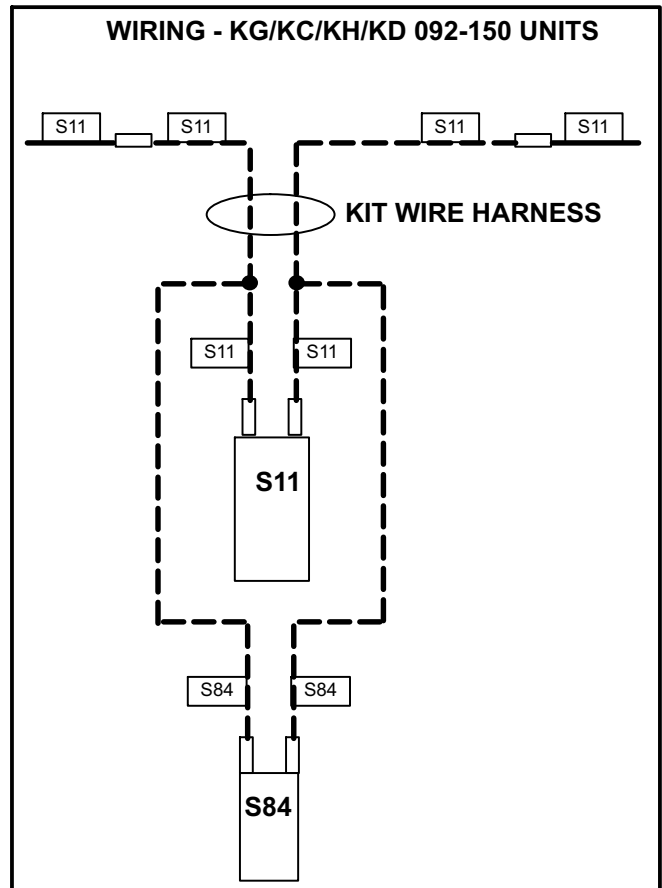 WIRING - KG/KC/KH/KD 092-150 UNITS
S11 S11 S11 S11
KIT WIRE HARNESS
S11 S11
S11
S84 S84
S84